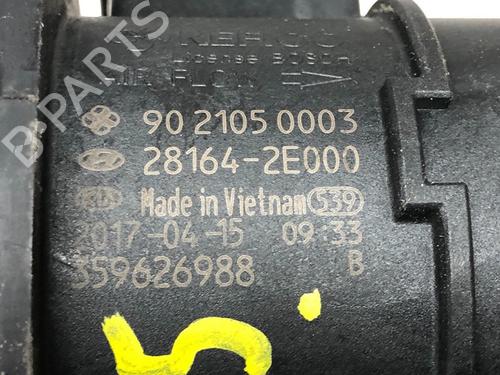 License Bosch
AIR FLOW
90 2105 0003
28164-2E000
Made in Vietnam 539
2017-04-15 09:33
359626988 B
B-PARTS